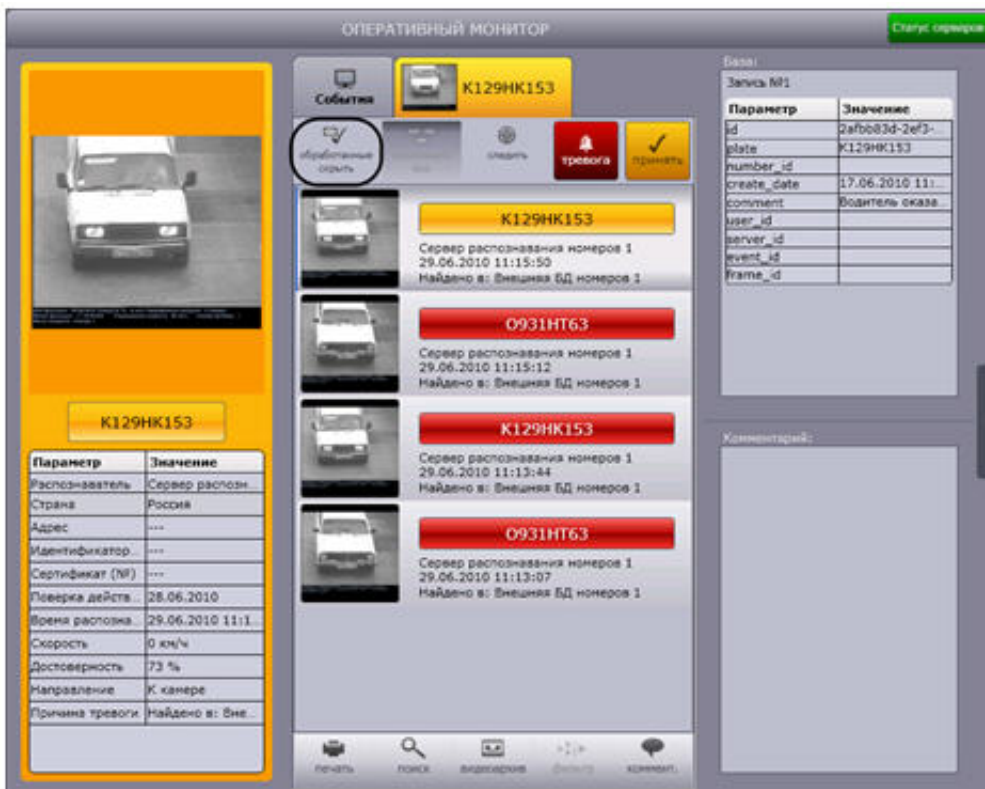 ОПЕРАТИВНЫЙ МОНИТОР
Статус серверов
К129НК153
Параметр Значение
Распознаватель Сервер распозн...
Страна Россия
Адрес ---
Идентификатор... ---
Сертификат (№) ---
Поверка действ... 28.06.2010
Время распозна... 29.06.2010 11:1...
Скорость 0 км/ч
Достоверность 73 %
Направление К камере
Причина тревоги Найдено в: Вне...
События
К129НК153
обработанные
скрыть
следить
тревога
принять
К129НК153
Сервер распознавания номеров 1
29.06.2010 11:15:50
Найдено в: Внешняя БД номеров 1
О931НТ63
Сервер распознавания номеров 1
29.06.2010 11:15:12
Найдено в: Внешняя БД номеров 1
К129НК153
Сервер распознавания номеров 1
29.06.2010 11:13:44
Найдено в: Внешняя БД номеров 1
О931НТ63
Сервер распознавания номеров 1
29.06.2010 11:13:07
Найдено в: Внешняя БД номеров 1
печать
поиск
видеоархив
фильтр
коммент.
База:
Запись №1
Параметр Значение
id 2afbb83d-2ef3-...
plate К129НК153
number_id
create_date 17.06.2010 11:...
comment Водитель оказа...
user_id
server_id
event_id
frame_id
Комментарий: